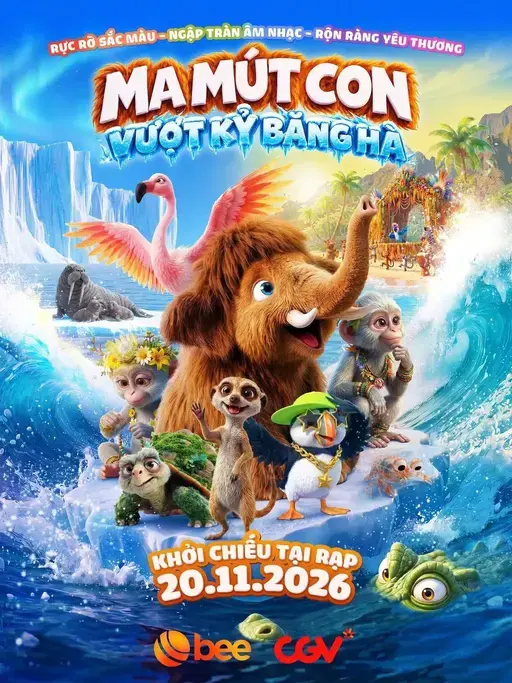 RỰC RỠ SẮC MÀU - NGẬP TRÀN ÂM NHẠC - RỘN RÀNG YÊU THƯƠNG
MA MÚT CON
VƯỢT KỶ BĂNG HÀ
KHỞI CHIẾU TẠI RẠP
20.11.2026
bee CGV